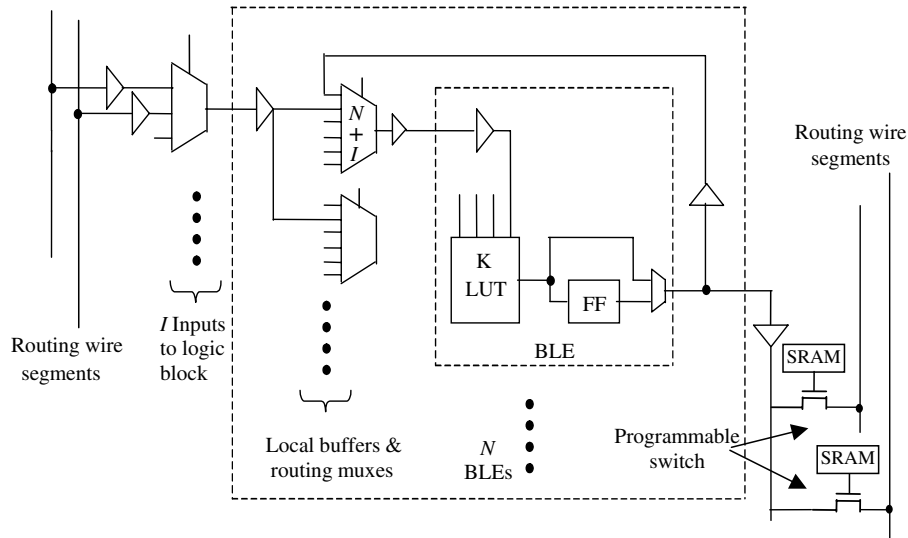 N
+
I
Routing wire
segments
K
LUT
FF
BLE
I Inputs
to logic
block
Routing wire
segments
SRAM
Local buffers &
routing muxes
N
BLEs
Programmable
switch
SRAM